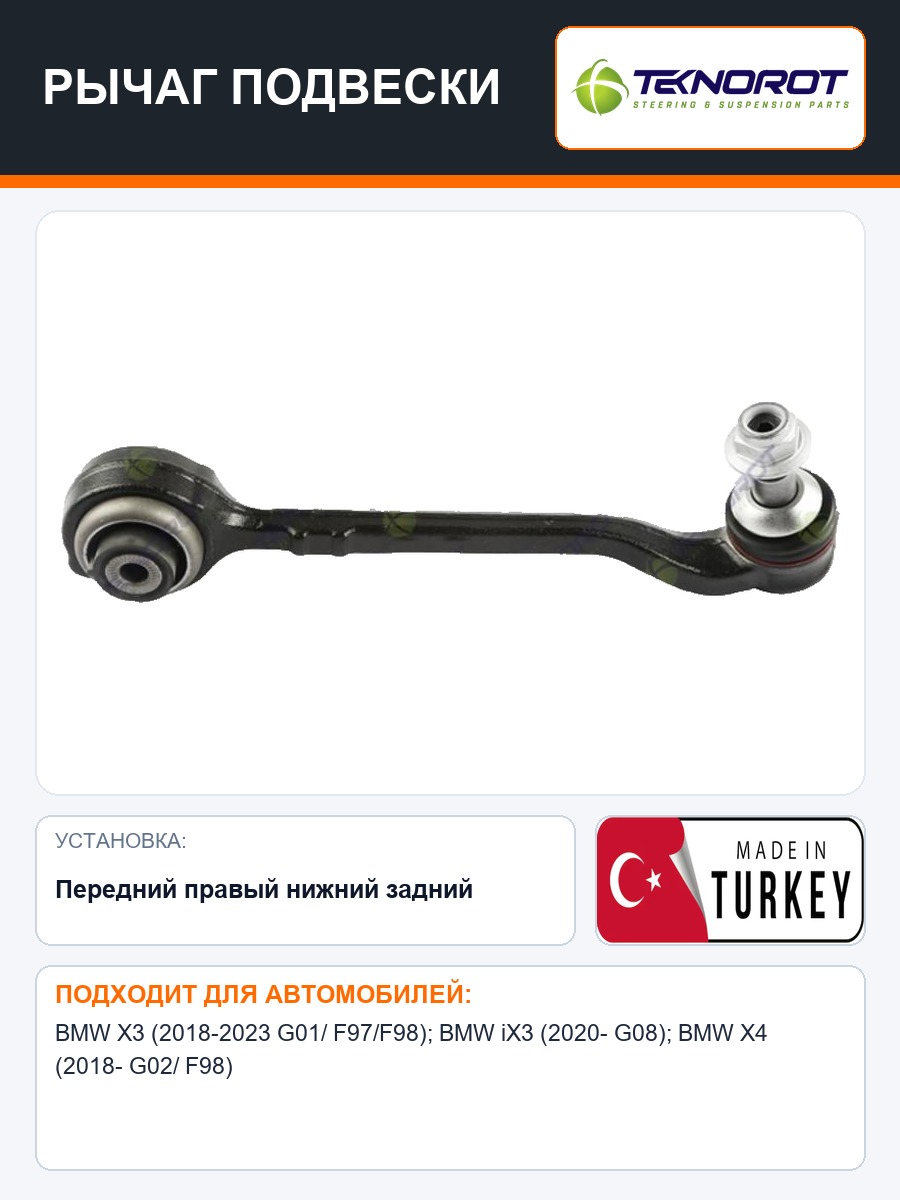 РЫЧАГ ПОДВЕСКИ
TEKNOROT
STEERING & SUSPENSION PARTS
УСТАНОВКА:
Передний правый нижний задний
MADE IN
TURKEY
ПОДХОДИТ ДЛЯ АВТОМОБИЛЕЙ:
BMW X3 (2018-2023 G01/ F97/F98); BMW iX3 (2020- G08); BMW X4
(2018- G02/ F98)